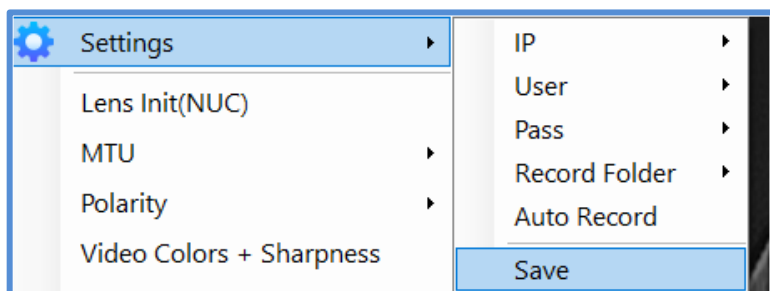 Settings
Lens Init(NUC)
MTU
Polarity
Video Colors + Sharpness
IP
User
Pass
Record Folder
Auto Record
Save